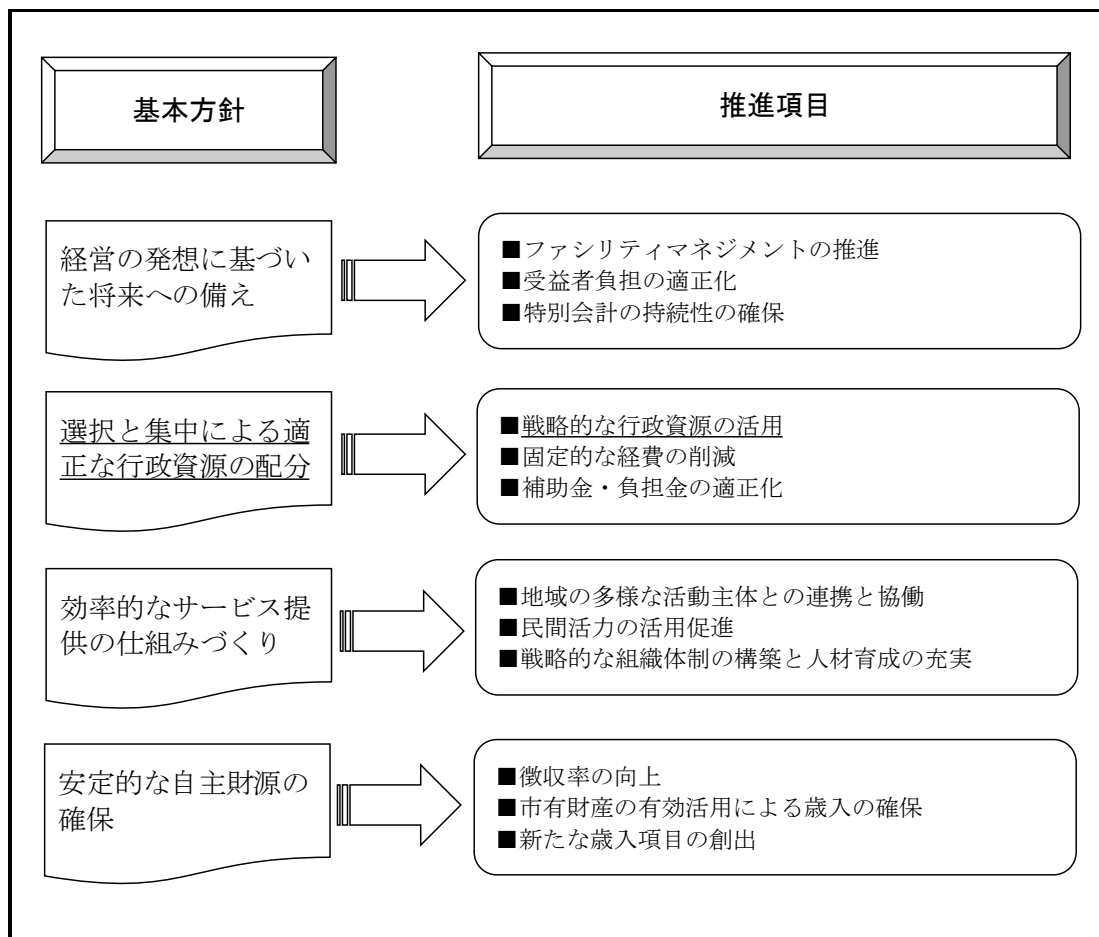 基本方針
推進項目
経営の発想に基づい
た将来への備え
■ファシリティマネジメントの推進
■受益者負担の適正化
■特別会計の持続性の確保
選択と集中による適
正な行政資源の配分
■戦略的な行政資源の活用
■固定的な経費の削減
■補助金・負担金の適正化
効率的なサービス提
供の仕組みづくり
■地域の多様な活動主体との連携と協働
■民間活力の活用促進
■戦略的な組織体制の構築と人材育成の充実
安定的な自主財源の
確保
■徴収率の向上
■市有財産の有効活用による歳入の確保
■新たな歳入項目の創出